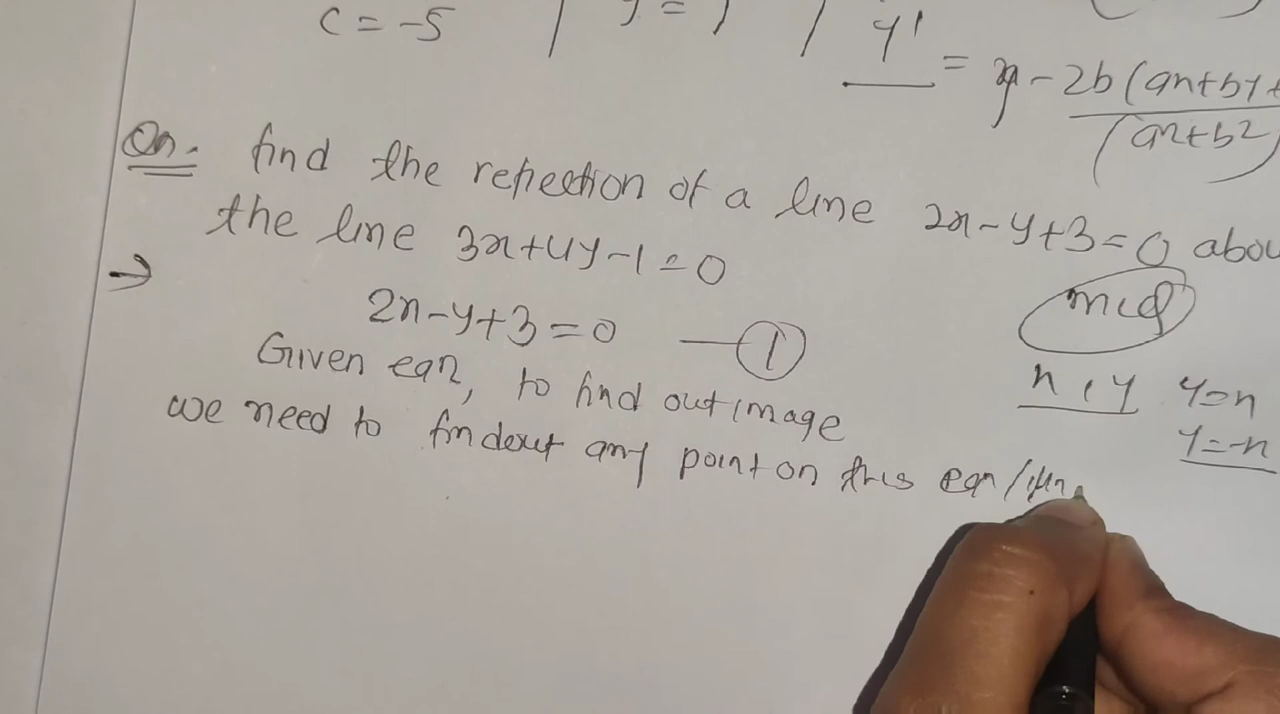 c = -5 | y = 1 | y' = y - 2b(ax+by+
(a2+b2)
Qn. find the reflection of a line 2x-y+3=0 abou
the line 3x+4y-1=0
→ 2x-y+3=0 — 1
mcq
Given eqn, to find out image
x, y y=x
y=-x
we need to findout any point on this eqn/